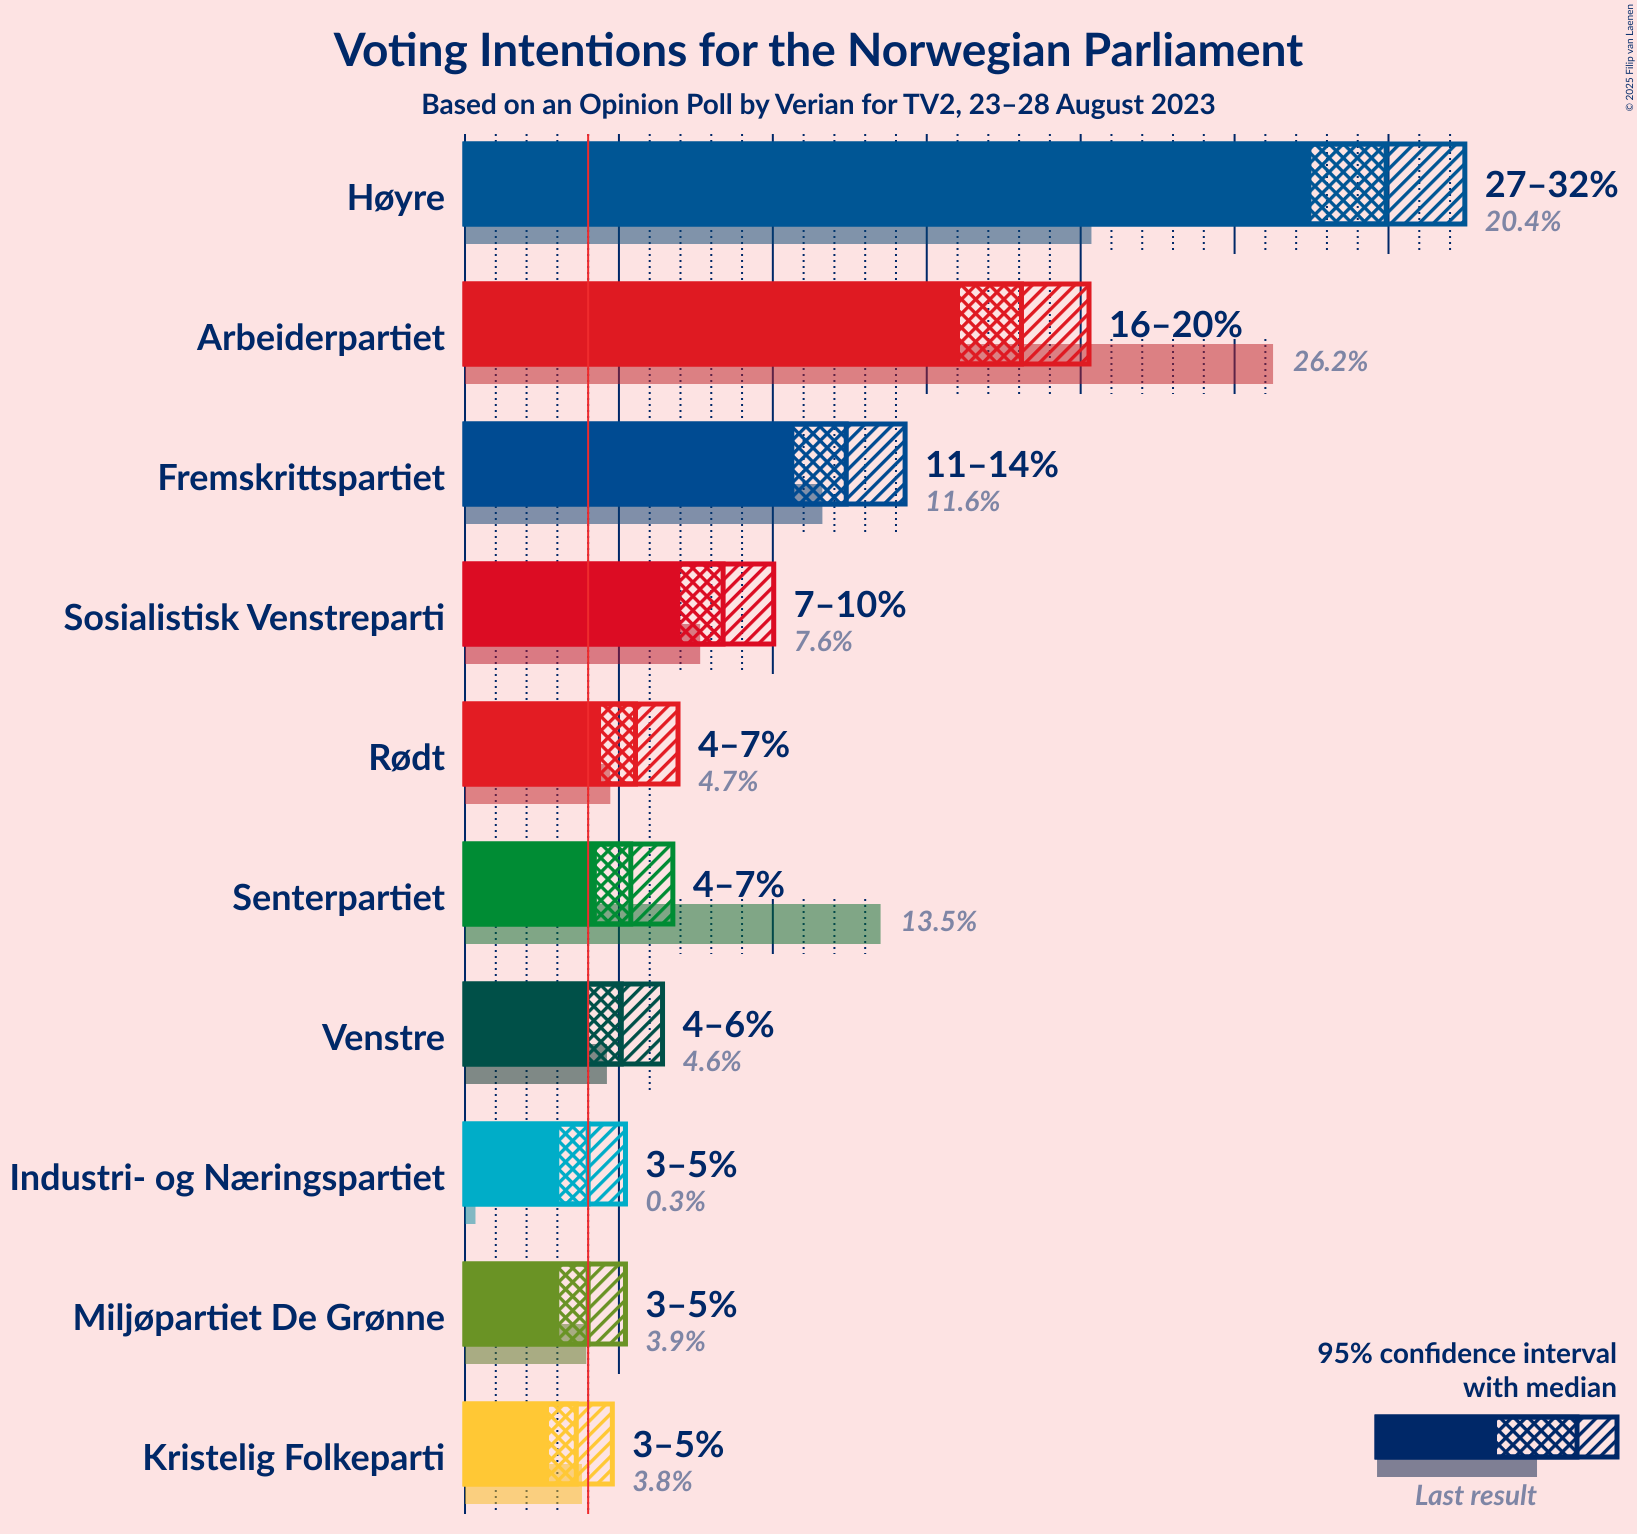 Voting Intentions for the Norwegian Parliament
Based on an Opinion Poll by Verian for TV2, 23–28 August 2023
© 2025 Filip van Laenen
Høyre
27–32%
20.4%
Arbeiderpartiet
16–20%
26.2%
Fremskrittspartiet
11–14%
11.6%
Sosialistisk Venstreparti
7–10%
7.6%
Rødt
4–7%
4.7%
Senterpartiet
4–7%
13.5%
Venstre
4–6%
4.6%
Industri- og Næringspartiet
3–5%
0.3%
Miljøpartiet De Grønne
3–5%
3.9%
Kristelig Folkeparti
3–5%
3.8%
95% confidence interval
with median
Last result